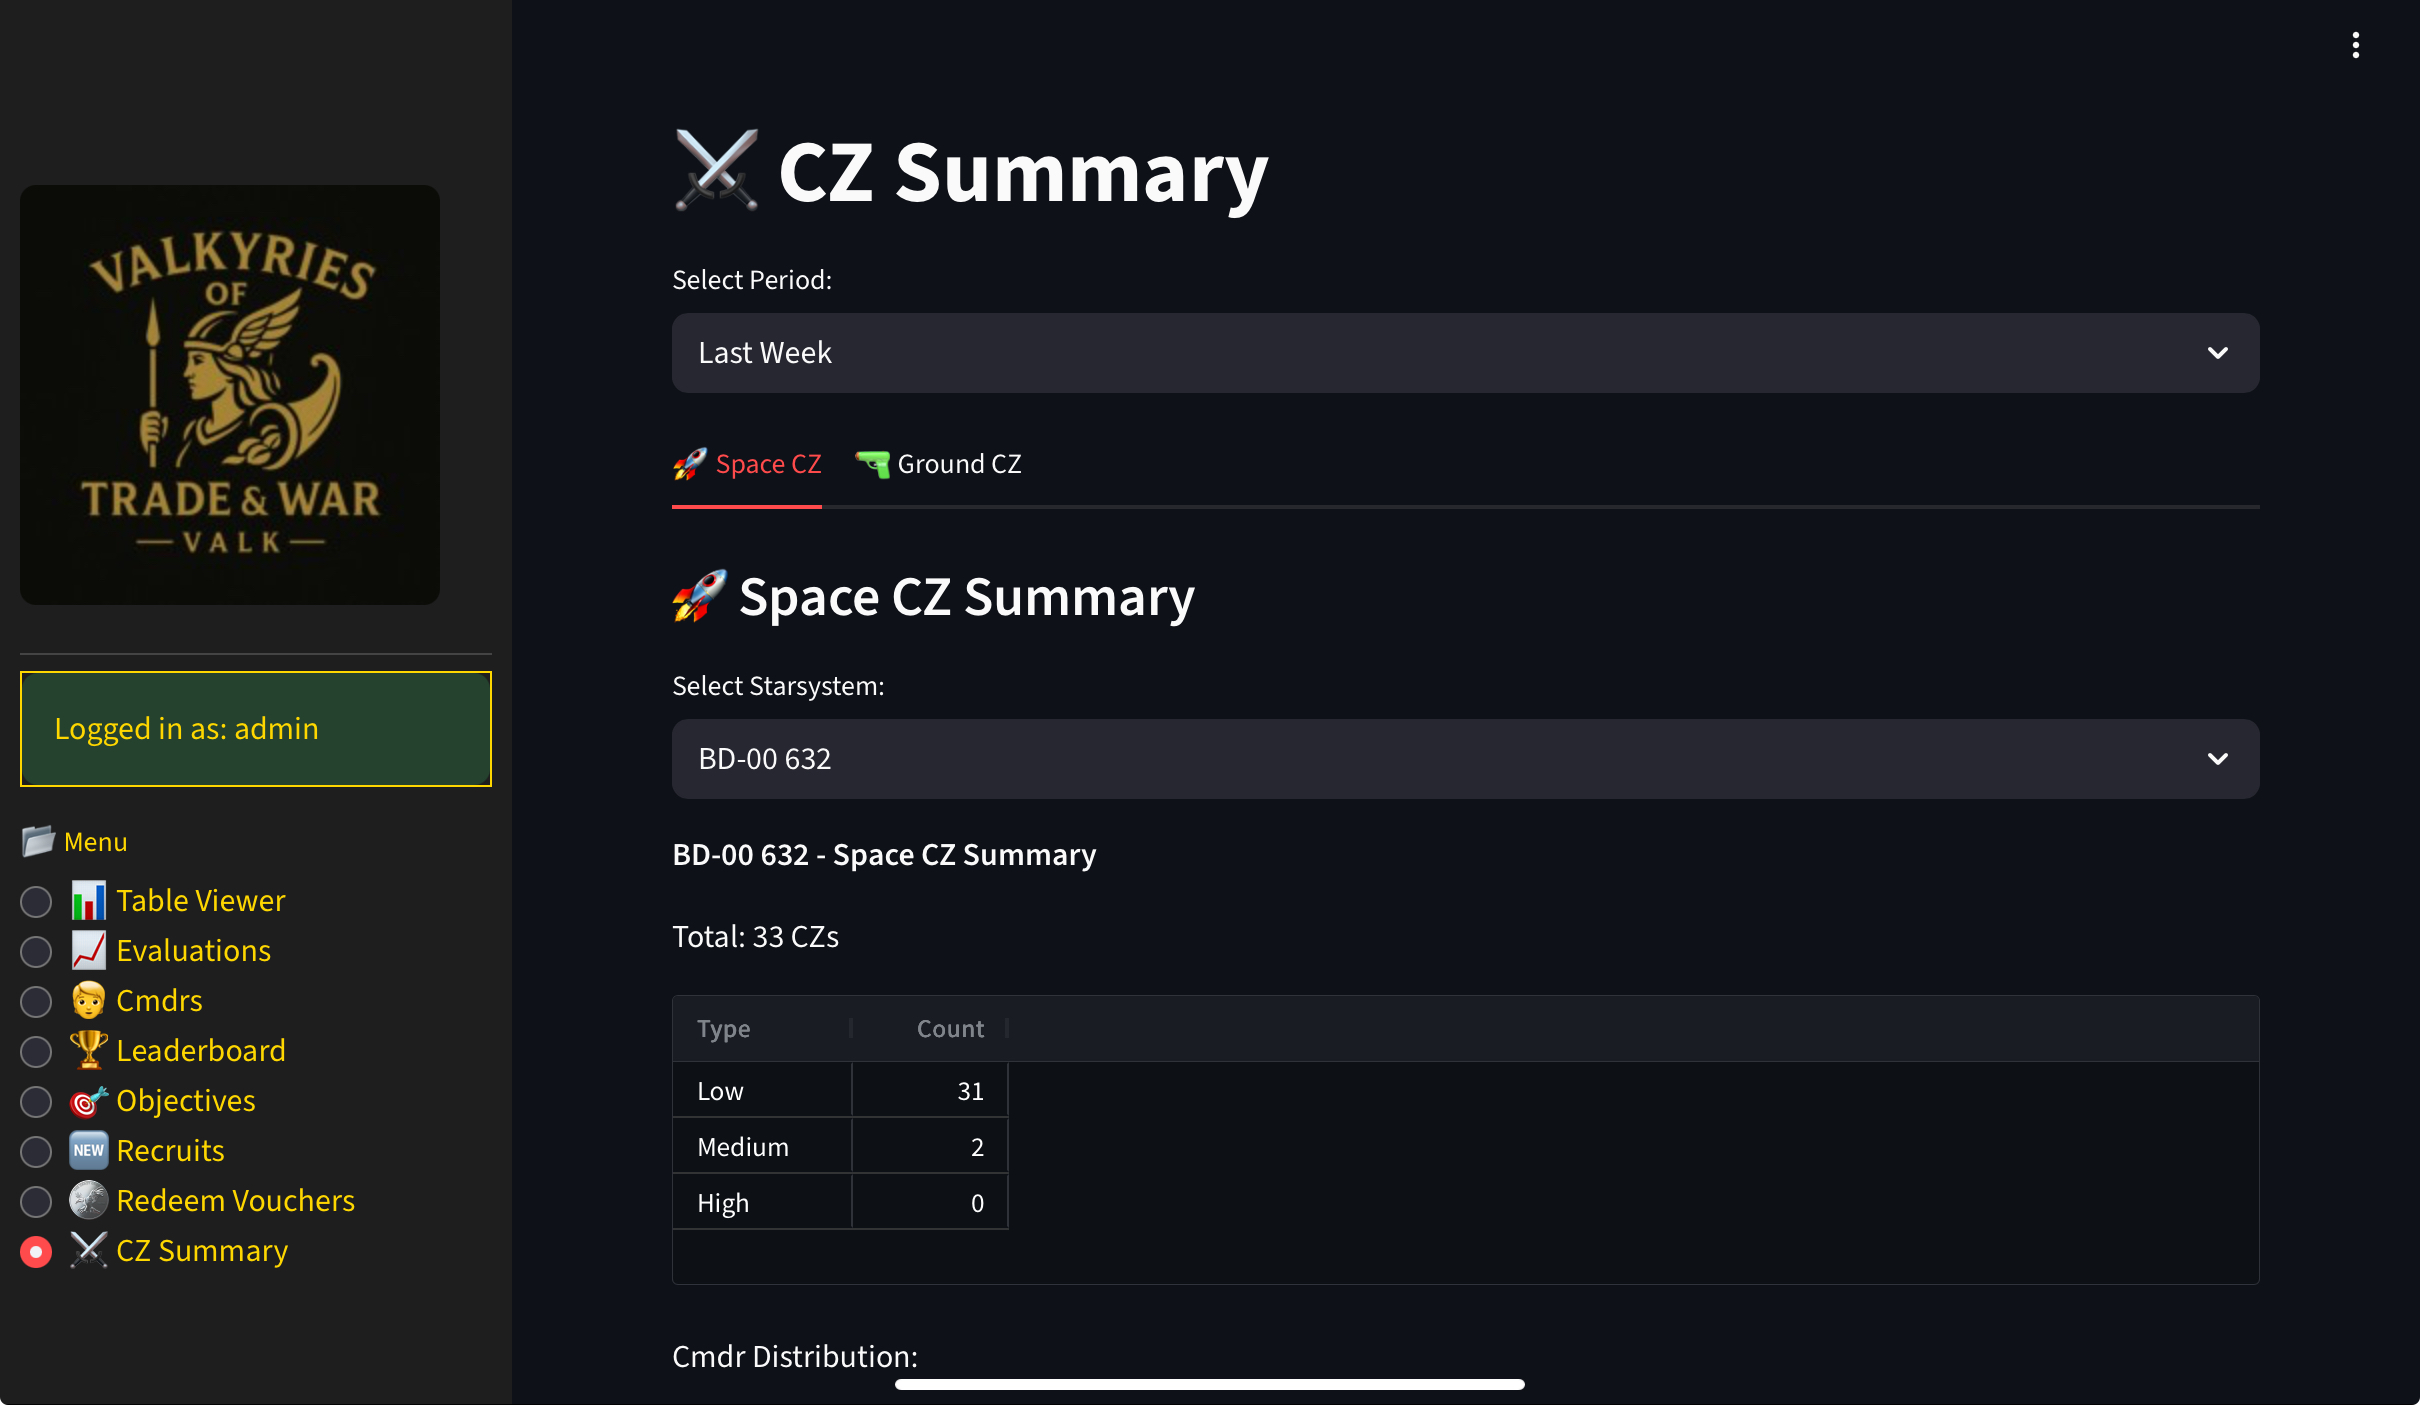 VALKYRIES
OF
TRADE & WAR
VALK
Logged in as: admin
Menu
Table Viewer
Evaluations
Cmdrs
Leaderboard
Objectives
NEW Recruits
Redeem Vouchers
CZ Summary
CZ Summary
Select Period:
Last Week
Space CZ Ground CZ
Space CZ Summary
Select Starsystem:
BD-00 632
BD-00 632 - Space CZ Summary
Total: 33 CZs
Type Count
Low 31
Medium 2
High 0
Cmdr Distribution: